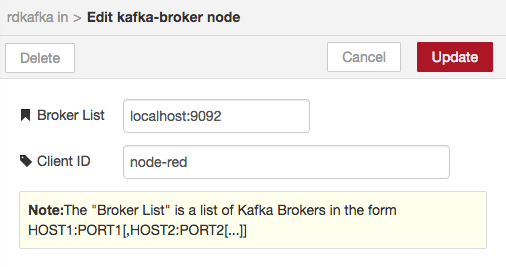 rdkafka in > Edit kafka-broker node
Delete Cancel Update
Broker List localhost:9092
Client ID node-red
Note:The "Broker List" is a list of Kafka Brokers in the form
HOST1:PORT1[,HOST2:PORT2[...]]